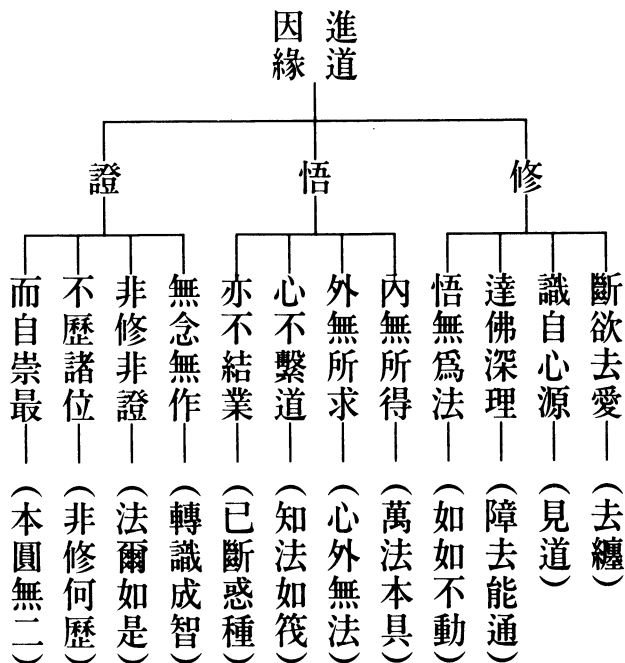 進道
因緣
修
悟
證
斷欲去愛（去纏）
識自心源（見道）
達佛深理（障去能通）
悟無爲法（如如不動）
內無所得（萬法本具）
外無所求（心外無法）
心不繫道（知法如筏）
亦不結業（已斷惑種）
無念無作（轉識成智）
非修非證（法爾如是）
不歷諸位（非修何歷）
而自崇最（本圓無二）